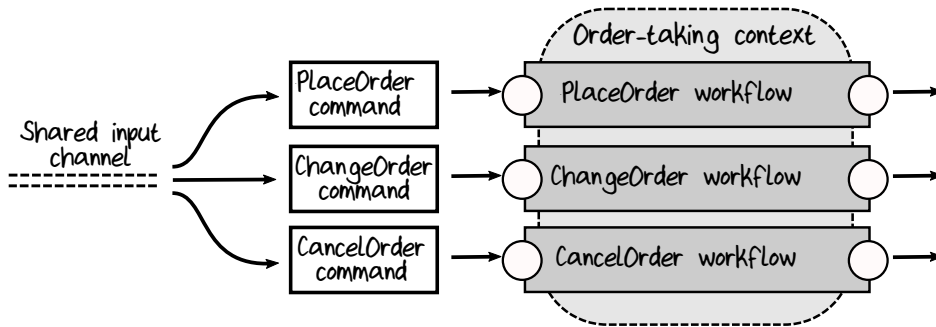 Order-taking context
PlaceOrder
command
PlaceOrder workflow
Shared input
channel
ChangeOrder
command
ChangeOrder workflow
CancelOrder
command
CancelOrder workflow